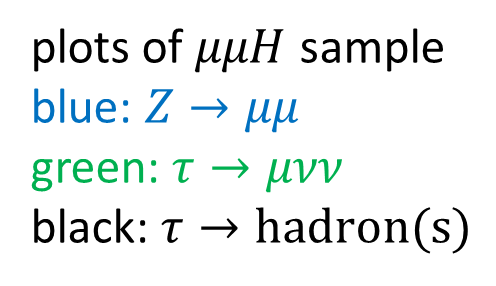 plots of μμH sample
blue: Z → μμ
green: τ → μνν
black: τ → hadron(s)